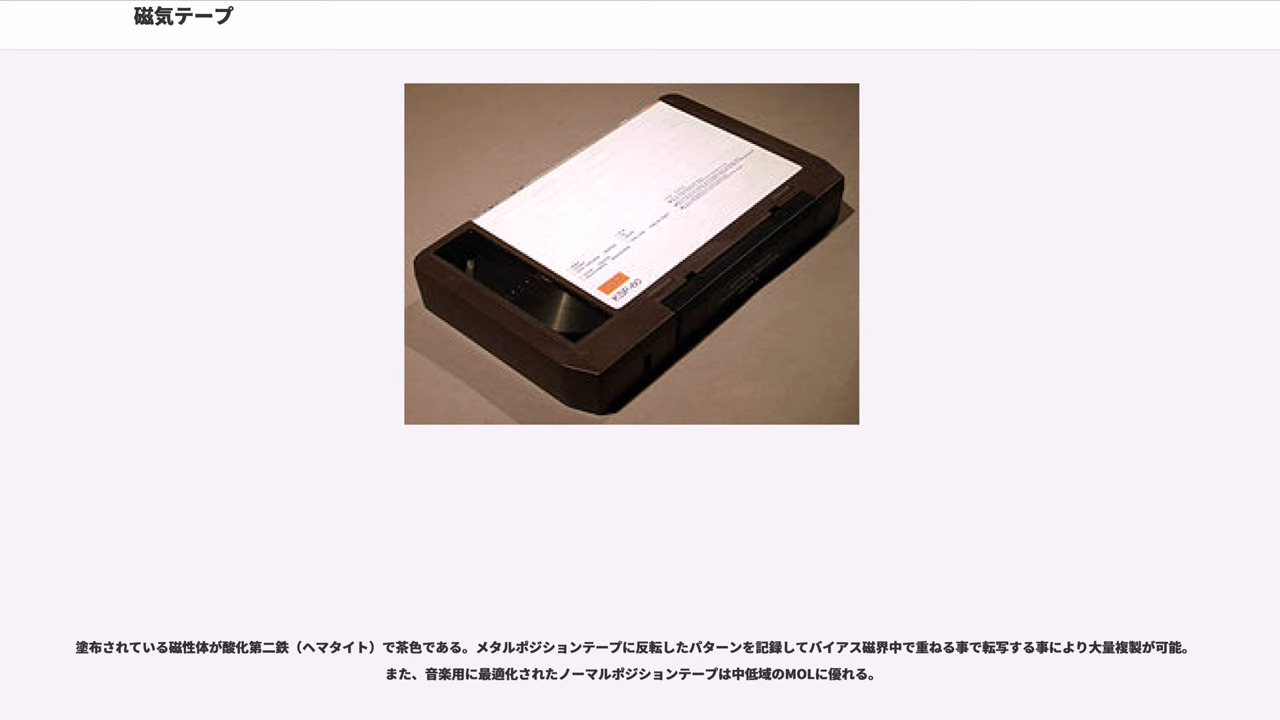 磁気テープ
塗布されている磁性体が酸化第二鉄（ヘマタイト）で茶色である。メタルポジションテープに反転したパターンを記録してバイアス磁界中で重ねる事で転写する事により大量複製が可能。
また、音楽用に最適化されたノーマルポジションテープは中低域のMOLに優れる。